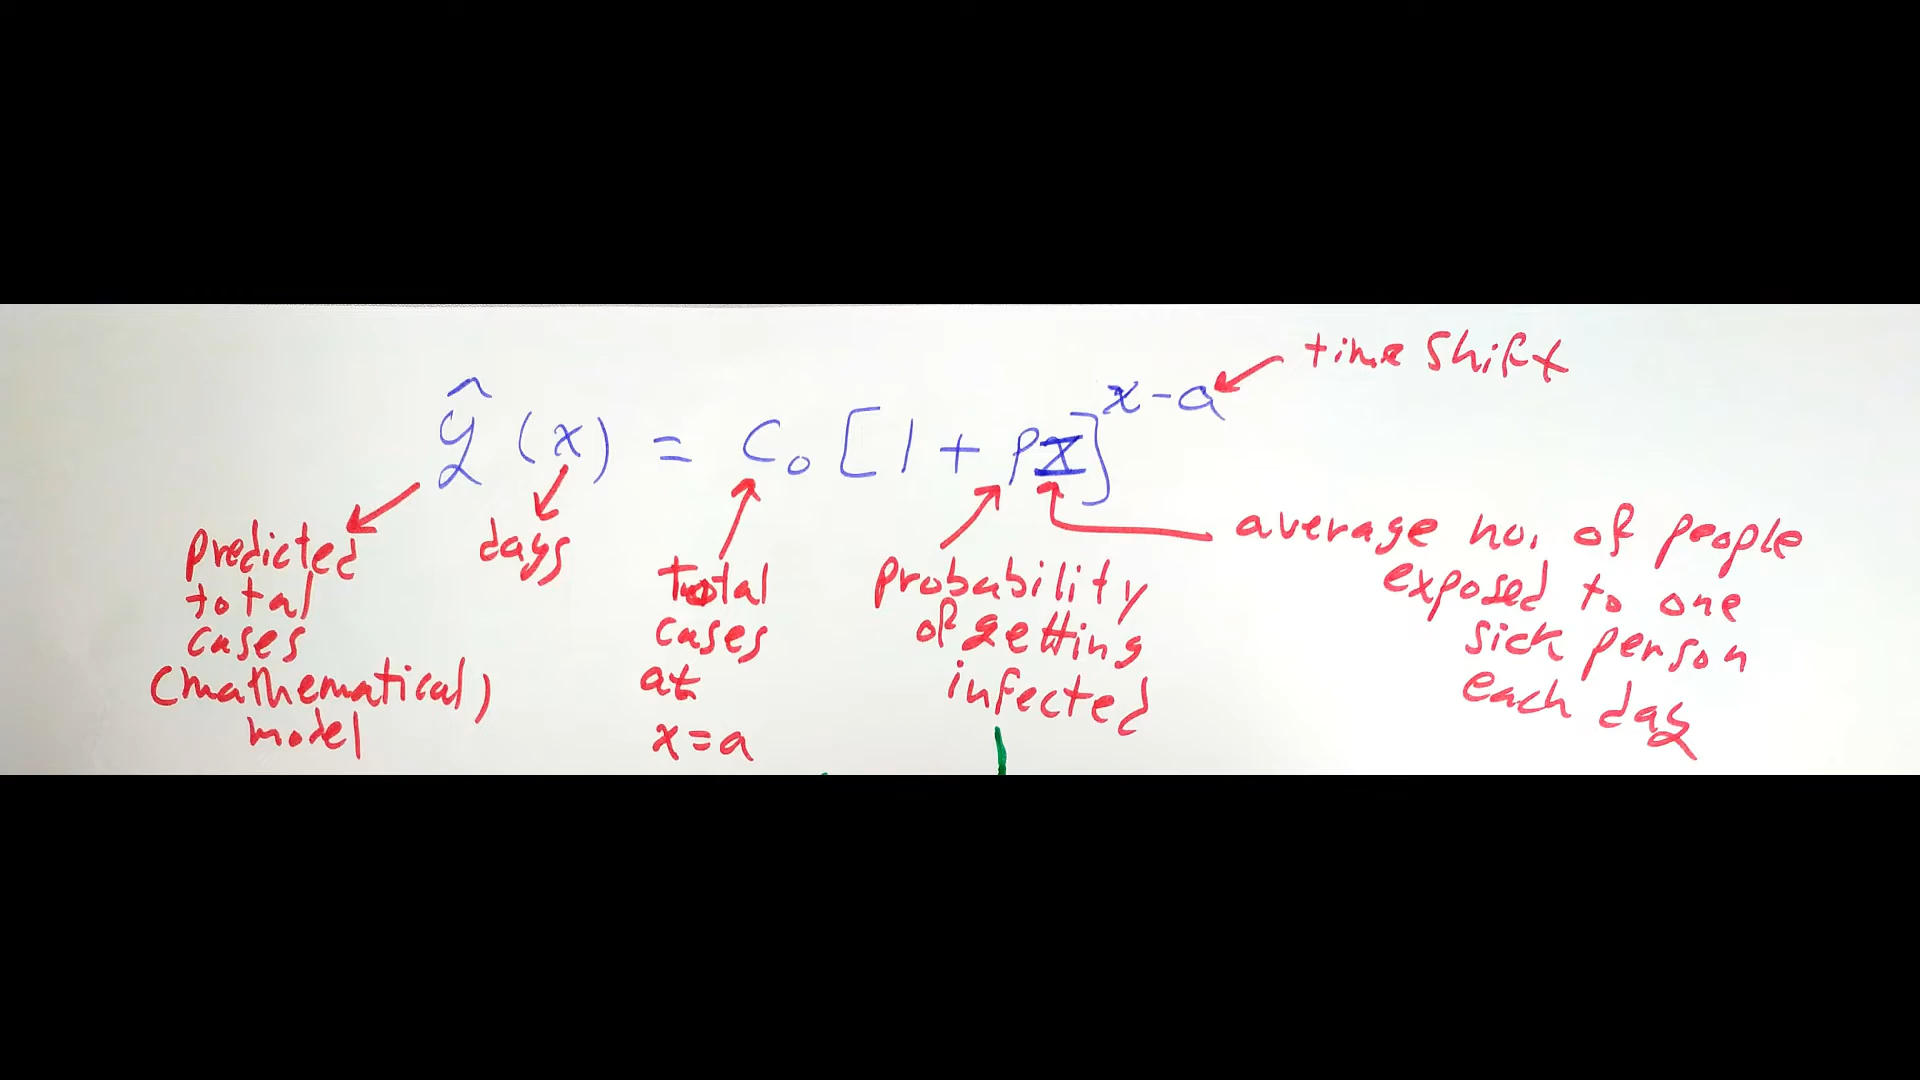 time shift
ŷ (x) = C₀ [1 + pI]^(x-a)
predicted
total
cases
(mathematical)
model
days
total
cases
at
x=a
probability
of getting
infected
average no. of people
exposed to one
sick person
each day